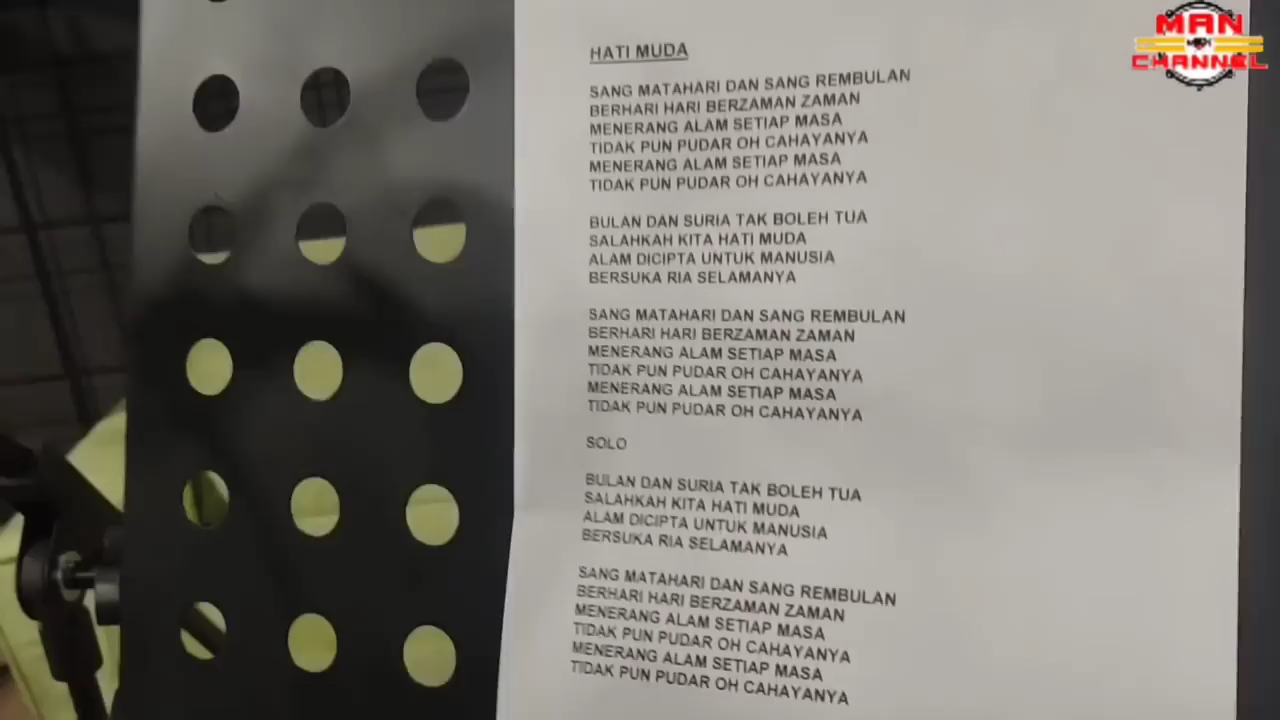 HATI MUDA
SANG MATAHARI DAN SANG REMBULAN
BERHARI HARI BERZAMAN ZAMAN
MENERANG ALAM SETIAP MASA
TIDAK PUN PUDAR OH CAHAYANYA
MENERANG ALAM SETIAP MASA
TIDAK PUN PUDAR OH CAHAYANYA
BULAN DAN SURIA TAK BOLEH TUA
SALAHKAH KITA HATI MUDA
ALAM DICIPTA UNTUK MANUSIA
BERSUKA RIA SELAMANYA
SANG MATAHARI DAN SANG REMBULAN
BERHARI HARI BERZAMAN ZAMAN
MENERANG ALAM SETIAP MASA
TIDAK PUN PUDAR OH CAHAYANYA
MENERANG ALAM SETIAP MASA
TIDAK PUN PUDAR OH CAHAYANYA
SOLO
BULAN DAN SURIA TAK BOLEH TUA
SALAHKAH KITA HATI MUDA
ALAM DICIPTA UNTUK MANUSIA
BERSUKA RIA SELAMANYA
SANG MATAHARI DAN SANG REMBULAN
BERHARI HARI BERZAMAN ZAMAN
MENERANG ALAM SETIAP MASA
TIDAK PUN PUDAR OH CAHAYANYA
MENERANG ALAM SETIAP MASA
TIDAK PUN PUDAR OH CAHAYANYA
MAN
CHANNEL